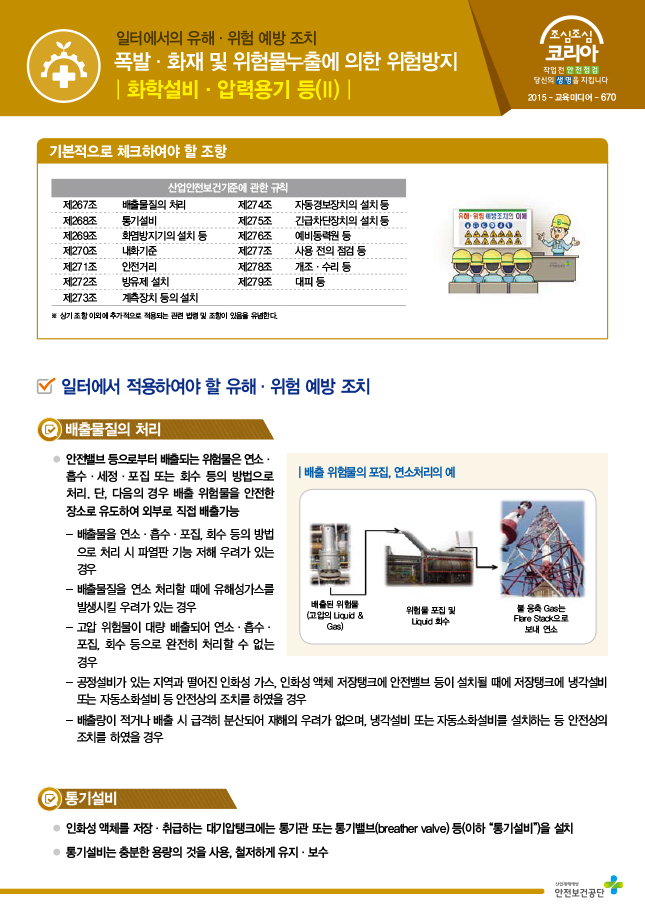 일터에서의 유해 · 위험 예방 조치
폭발 · 화재 및 위험물누출에 의한 위험방지
| 화학설비 · 압력용기 등(II) |
조심조심
코리아
작업전 안전점검
당신의 생명을 지킵니다
2015 - 교육미디어 - 670
기본적으로 체크하여야 할 조항
산업안전보건기준에 관한 규칙
제267조 배출물질의 처리 제274조 자동경보장치의 설치 등
제268조 통기설비 제275조 긴급차단장치의 설치 등
제269조 화염방지기의 설치 등 제276조 예비동력원 등
제270조 내화기준 제277조 사용 전의 점검 등
제271조 안전거리 제278조 개조 · 수리 등
제272조 방유제 설치 제279조 대피 등
제273조 계측장치 등의 설치
※ 상기 조항 이외에 추가적으로 적용되는 관련 법령 및 조항이 있음을 유념한다.
유해·위험 예방조치의 이해
일터에서 적용하여야 할 유해 · 위험 예방 조치
배출물질의 처리
안전밸브 등으로부터 배출되는 위험물은 연소 ·
흡수 · 세정 · 포집 또는 회수 등의 방법으로
처리. 단, 다음의 경우 배출 위험물을 안전한
장소로 유도하여 외부로 직접 배출가능
– 배출물을 연소 · 흡수 · 포집, 회수 등의 방법
으로 처리 시 파열판 기능 저해 우려가 있는
경우
– 배출물질을 연소 처리할 때에 유해성가스를
발생시킬 우려가 있는 경우
– 고압 위험물이 대량 배출되어 연소 · 흡수 ·
포집, 회수 등으로 완전히 처리할 수 없는
경우
– 공정설비가 있는 지역과 떨어진 인화성 가스, 인화성 액체 저장탱크에 안전밸브 등이 설치될 때에 저장탱크에 냉각설비
또는 자동소화설비 등 안전상의 조치를 하였을 경우
– 배출량이 적거나 배출 시 급격히 분산되어 재해의 우려가 없으며, 냉각설비 또는 자동소화설비를 설치하는 등 안전상의
조치를 하였을 경우
| 배출 위험물의 포집, 연소처리의 예
배출된 위험물
(고압의 Liquid &
Gas)
위험물 포집 및
Liquid 회수
불 응축 Gas는
Flare Stack으로
보내 연소
통기설비
인화성 액체를 저장 · 취급하는 대기압탱크에는 통기관 또는 통기밸브(breather valve) 등(이하 “통기설비”)을 설치
통기설비는 충분한 용량의 것을 사용, 철저하게 유지 · 보수
산업재해예방
안전보건공단